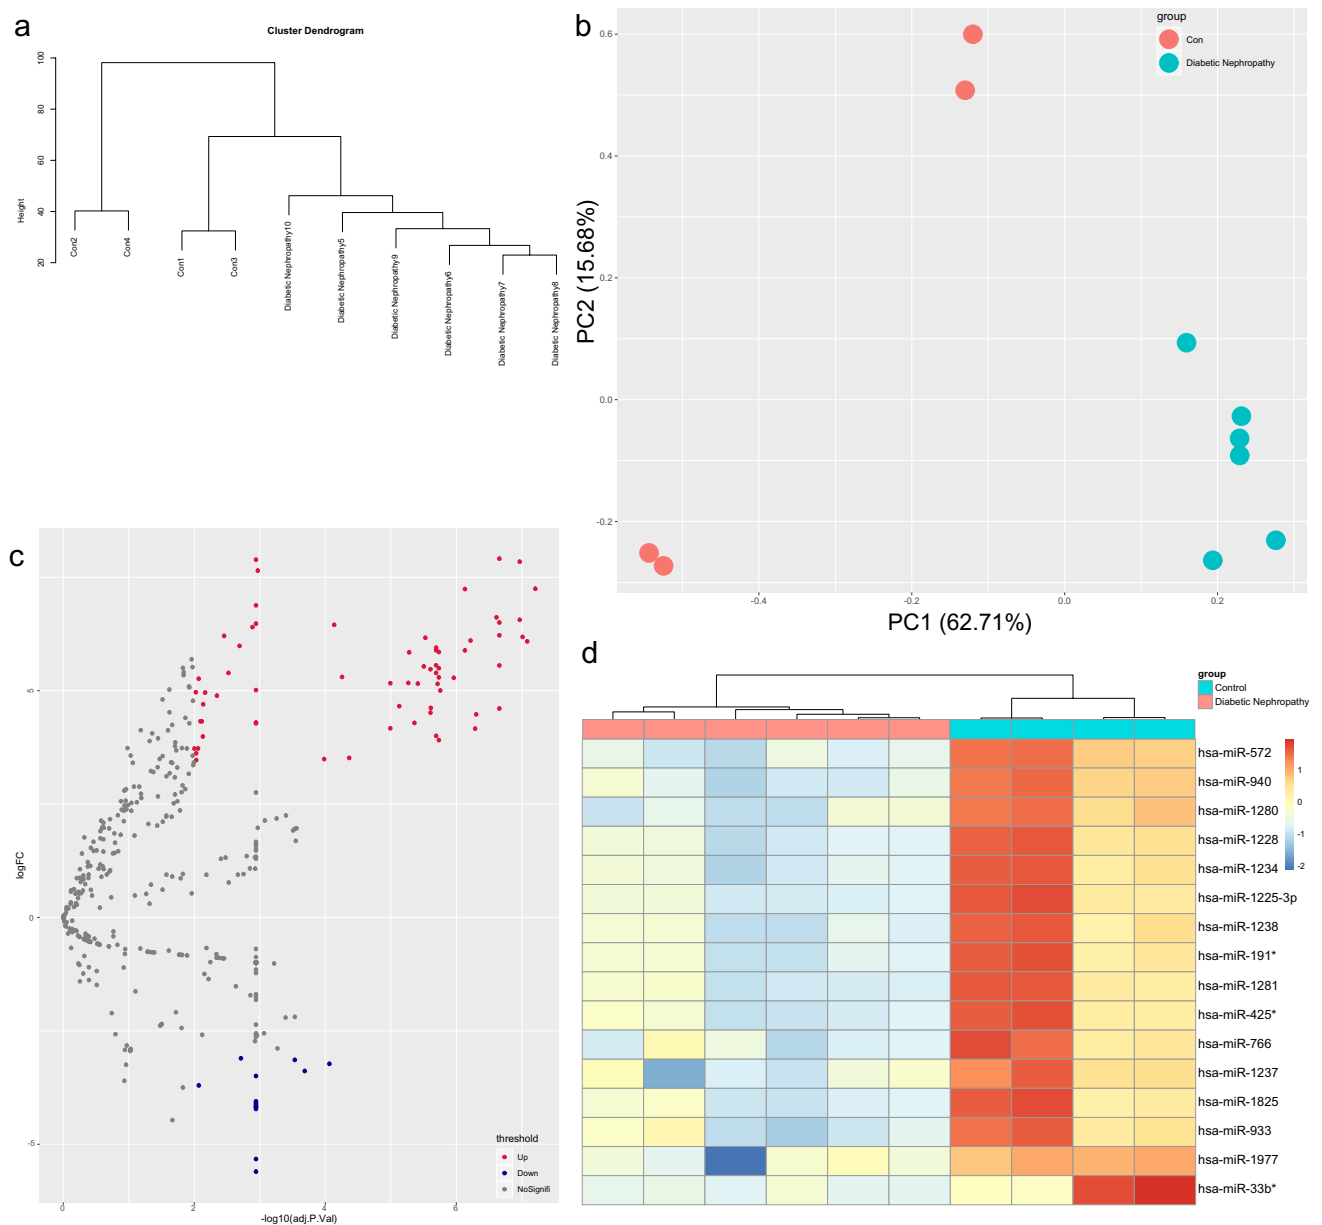 a
Cluster Dendrogram
Height
100
80
60
40
20
Con2
Con4
Con1
Con3
Diabetic Nephropathy10
Diabetic Nephropathy5
Diabetic Nephropathy9
Diabetic Nephropathy6
Diabetic Nephropathy7
Diabetic Nephropathy8
b
group
Con
Diabetic Nephropathy
PC2 (15.68%)
0.6
0.4
0.2
0.0
-0.2
-0.4
-0.2
0.0
0.2
PC1 (62.71%)
c
logFC
5
0
-5
threshold
Up
Down
NoSignifi
0
2
4
6
-log10(adj.P.Val)
d
group
Control
Diabetic Nephropathy
1
0
-1
-2
hsa-miR-572
hsa-miR-940
hsa-miR-1280
hsa-miR-1228
hsa-miR-1234
hsa-miR-1225-3p
hsa-miR-1238
hsa-miR-191*
hsa-miR-1281
hsa-miR-425*
hsa-miR-766
hsa-miR-1237
hsa-miR-1825
hsa-miR-933
hsa-miR-1977
hsa-miR-33b*